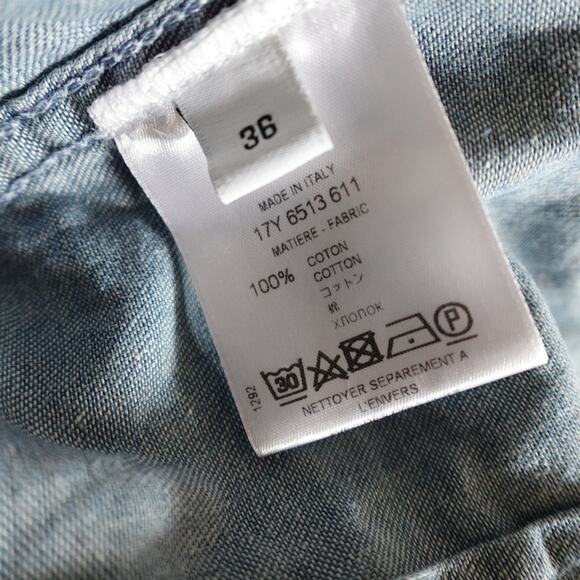 36
MADE IN ITALY
17Y 6513 611
MATIERE - FABRIC
100% COTON
COTTON
コットン
棉
ХЛОПОК
30 P
NETTOYER SEPAREMENT A
L'ENVERS
1292